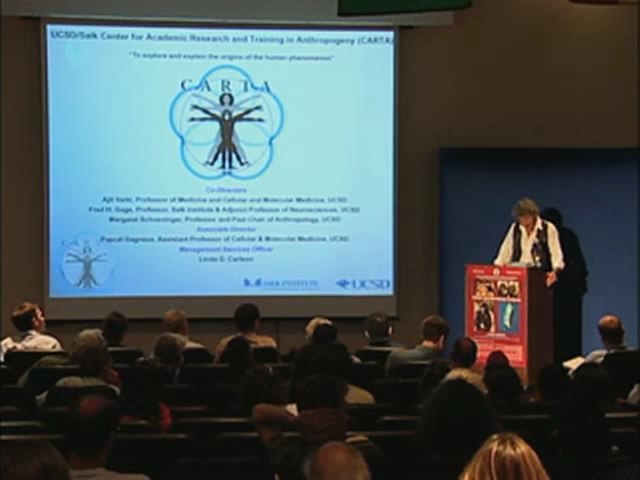 UCSD/Salk Center for Academic Research and Training in Anthropogeny (CARTA)
"To explore and explain the origins of the human phenomenon"
CARTA
Co-Directors
Ajit Varki, Professor of Medicine and Cellular and Molecular Medicine, UCSD
Fred H. Gage, Professor, Salk Institute & Adjunct Professor of Neurosciences, UCSD
Margaret Schoeninger, Professor and Past Chair of Anthropology, UCSD
Associate Director
Pascal Gagneux, Assistant Professor of Cellular & Molecular Medicine, UCSD
Management Services Officer
Linda G. Carlson
SALK INSTITUTE
UCSD